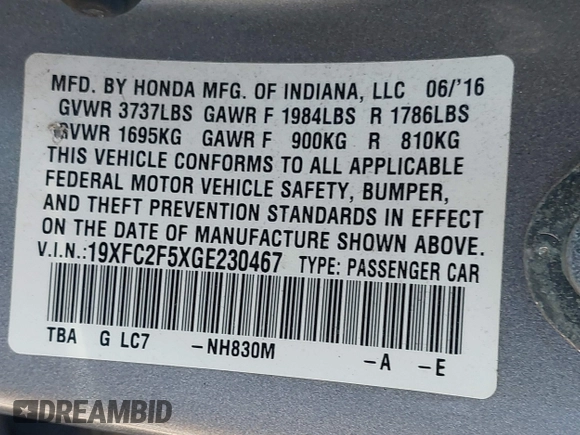 MFD. BY HONDA MFG. OF INDIANA, LLC 06/'16
GVWR 3737LBS GAWR F 1984LBS R 1786LBS
GVWR 1695KG GAWR F 900KG R 810KG
THIS VEHICLE CONFORMS TO ALL APPLICABLE
FEDERAL MOTOR VEHICLE SAFETY, BUMPER,
AND THEFT PREVENTION STANDARDS IN EFFECT
ON THE DATE OF MANUFACTURE SHOWN ABOVE.
V.I.N.:19XFC2F5XGE230467 TYPE: PASSENGER CAR
TBA G LC7 -NH830M -A -E
DREAMBID